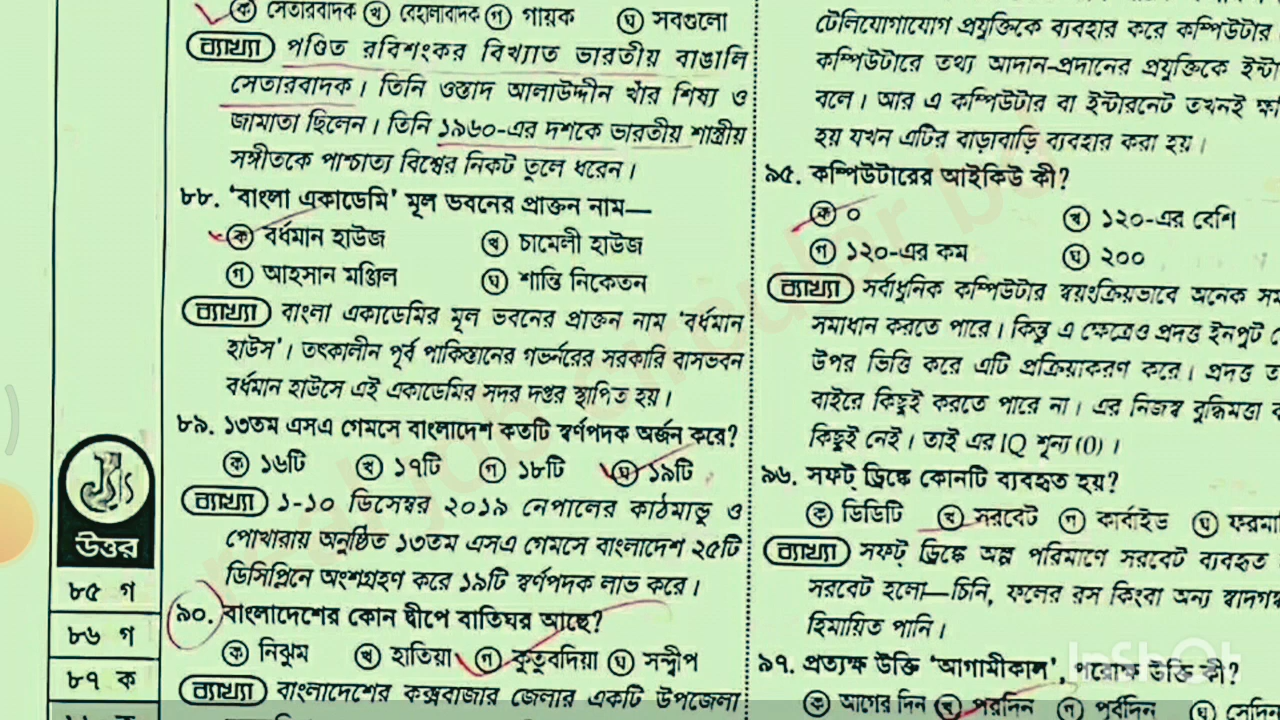 ক সেতারবাদক খ বেহালাবাদক গ গায়ক ঘ সবগুলো
ব্যাখ্যা পণ্ডিত রবিশংকর বিখ্যাত ভারতীয় বাঙালি
সেতারবাদক। তিনি ওস্তাদ আলাউদ্দীন খাঁর শিষ্য ও
জামাতা ছিলেন। তিনি ১৯৬০-এর দশকে ভারতীয় শাস্ত্রীয়
সঙ্গীতকে পাশ্চাত্য বিশ্বের নিকট তুলে ধরেন।
৮৮. ‘বাংলা একাডেমি’ মূল ভবনের প্রাক্তন নাম—
ক বর্ধমান হাউজ খ চামেলী হাউজ
গ আহসান মঞ্জিল ঘ শান্তি নিকেতন
ব্যাখ্যা বাংলা একাডেমির মূল ভবনের প্রাক্তন নাম ‘বর্ধমান
হাউস’। তৎকালীন পূর্ব পাকিস্তানের গভর্নরের সরকারি বাসভবন
বর্ধমান হাউসে এই একাডেমির সদর দপ্তর স্থাপিত হয়।
৮৯. ১৩তম এসএ গেমসে বাংলাদেশ কতটি স্বর্ণপদক অর্জন করে?
ক ১৬টি খ ১৭টি গ ১৮টি ঘ ১৯টি
ব্যাখ্যা ১-১০ ডিসেম্বর ২০১৯ নেপালের কাঠমান্ডু ও
পোখারায় অনুষ্ঠিত ১৩তম এসএ গেমসে বাংলাদেশ ২৫টি
ডিসিপ্লিনে অংশগ্রহণ করে ১৯টি স্বর্ণপদক লাভ করে।
৯০. বাংলাদেশের কোন দ্বীপে বাতিঘর আছে?
ক নিঝুম খ হাতিয়া গ কুতুবদিয়া ঘ সন্দ্বীপ
ব্যাখ্যা বাংলাদেশের কক্সবাজার জেলার একটি উপজেলা
উত্তর
৮৫ গ
৮৬ গ
৮৭ ক
টেলিযোগাযোগ প্রযুক্তিকে ব্যবহার করে কম্পিউটার
কম্পিউটারে তথ্য আদান-প্রদানের প্রযুক্তিকে ইন্টা
বলে। আর এ কম্পিউটার বা ইন্টারনেট তখনই ক্ষ
হয় যখন এটির বাড়াবাড়ি ব্যবহার করা হয়।
৯৫. কম্পিউটারের আইকিউ কী?
ক ০ খ ১২০-এর বেশি
গ ১২০-এর কম ঘ ২০০
ব্যাখ্যা সর্বাধুনিক কম্পিউটার স্বয়ংক্রিয়ভাবে অনেক সম
সমাধান করতে পারে। কিন্তু এ ক্ষেত্রেও প্রদত্ত ইনপুট
উপর ভিত্তি করে এটি প্রক্রিয়াকরণ করে। প্রদত্ত ত
বাইরে কিছুই করতে পারে না। এর নিজস্ব বুদ্ধিমত্তা
কিছুই নেই। তাই এর IQ শূন্য (0)।
৯৬. সফট্ ড্রিঙ্কে কোনটি ব্যবহৃত হয়?
ক ডিডিটি খ সরবেট গ কার্বাইড ঘ ফরমা
ব্যাখ্যা সফট্ ড্রিঙ্কে অল্প পরিমাণে সরবেট ব্যবহৃত
সরবেট হলো—চিনি, ফলের রস কিংবা অন্য স্বাদগন্ধ
হিমায়িত পানি।
৯৭. প্রত্যক্ষ উক্তি ‘আগামীকাল’, পরোক্ষ উক্তি কী?
ক আগের দিন খ পরদিন গ পূর্বদিন ঘ সেদিন
InShOt